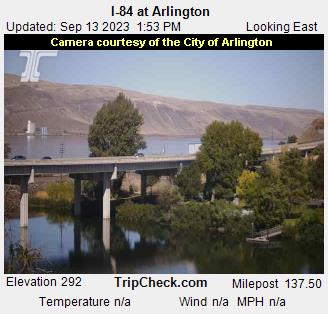 I-84 at Arlington
Updated: Sep 13 2023 1:53 PM Looking East
Camera courtesy of the City of Arlington
Elevation 292 TripCheck.com Milepost 137.50
Temperature n/a Wind n/a MPH n/a